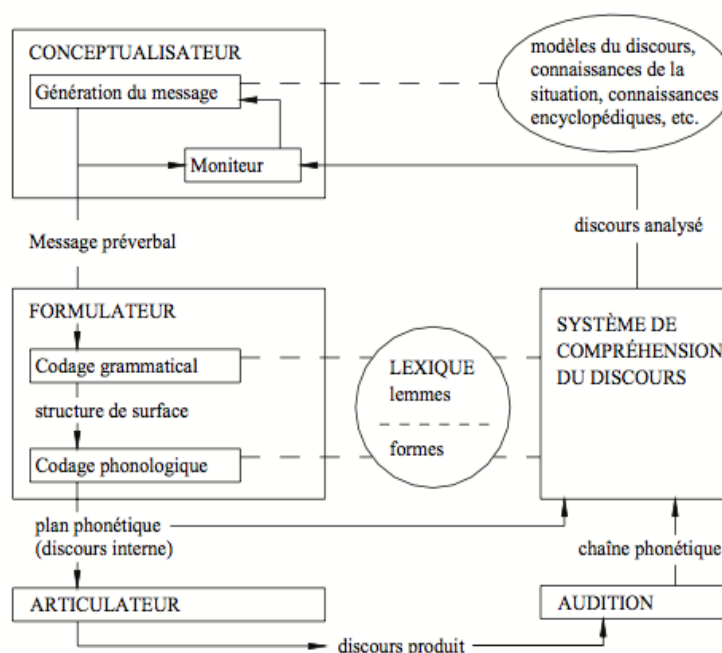 CONCEPTUALISATEUR
Génération du message
Moniteur
modèles du discours,
connaissances de la
situation, connaissances
encyclopédiques, etc.
Message préverbal
discours analysé
FORMULATEUR
Codage grammatical
structure de surface
Codage phonologique
LEXIQUE
lemmes
formes
SYSTÈME DE
COMPRÉHENSION
DU DISCOURS
plan phonétique
(discours interne)
chaîne phonétique
ARTICULATEUR
AUDITION
discours produit